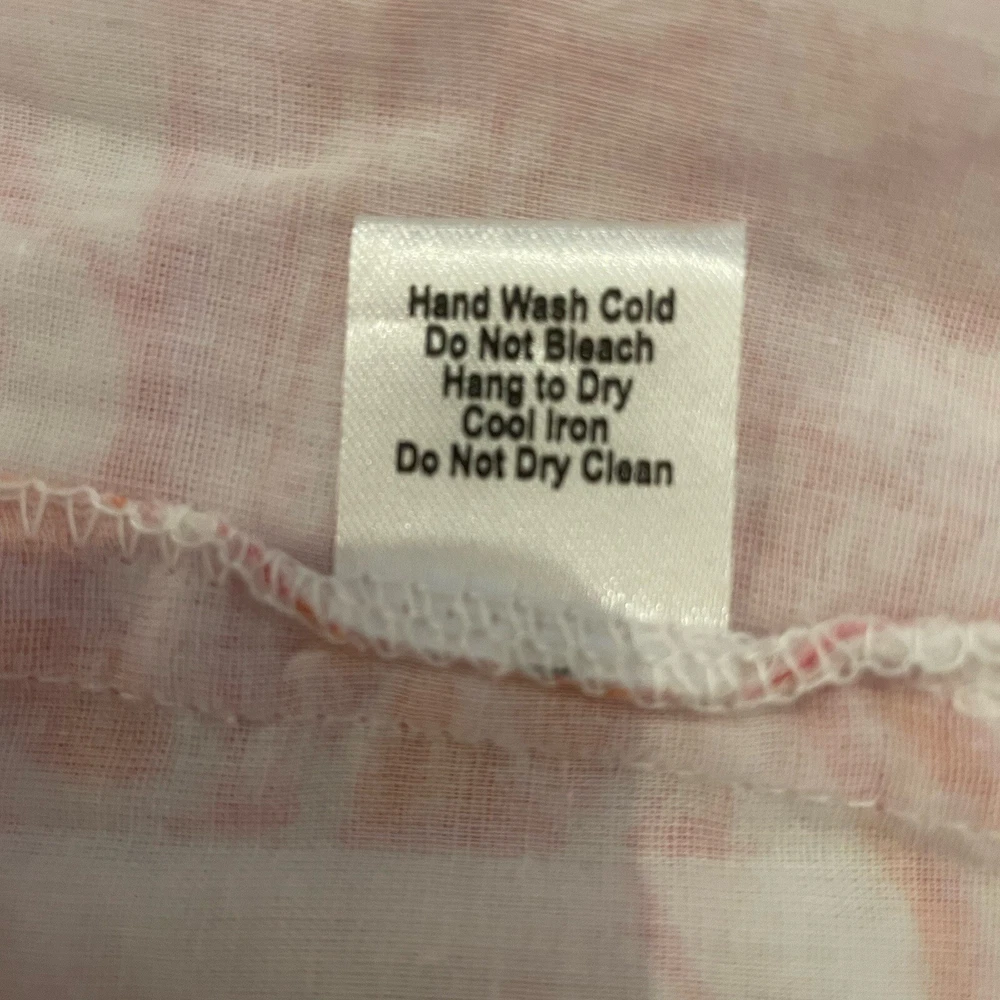 Hand Wash Cold
Do Not Bleach
Hang to Dry
Cool Iron
Do Not Dry Clean